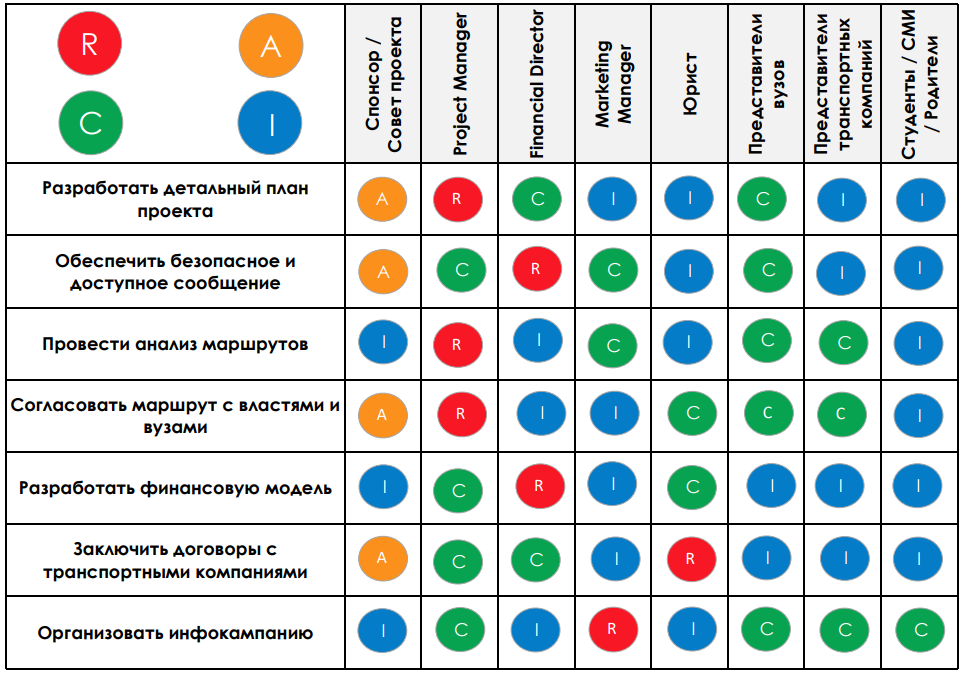 R A
C I
Спонсор /
Совет проекта
Project Manager
Financial Director
Marketing
Manager
Юрист
Представители
вузов
Представители
транспортных
компаний
Студенты / СМИ
/ Родители
Разработать детальный план
проекта
A R C I I C I I
Обеспечить безопасное и
доступное сообщение
A C R C I C I I
Провести анализ маршрутов
I R I C I C C I
Согласовать маршрут с властями и
вузами
A R I I C C C I
Разработать финансовую модель
I C R I C I I I
Заключить договоры с
транспортными компаниями
A C C I R I I I
Организовать инфокампанию
I C I R I C C C